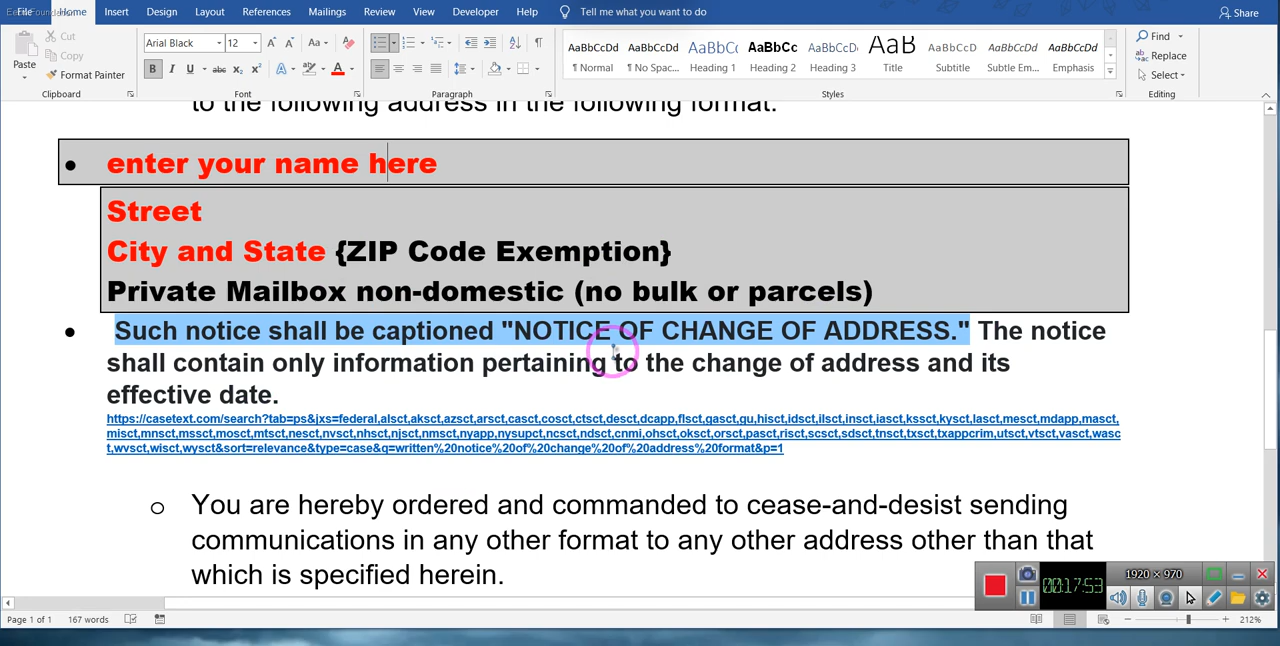 File Home Insert Design Layout References Mailings Review View Developer Help Tell me what you want to do Share
Paste Cut Copy Format Painter
Clipboard
Arial Black 12 Aa
B I U abc x₂ x² A A
Font
Paragraph
AaBbCcDd AaBbCcDd AaBbC( AaBbCc AaBbCcD AaB AaBbCcD AaBbCcDd AaBbCcDd
¶ Normal ¶ No Spac... Heading 1 Heading 2 Heading 3 Title Subtitle Subtle Em... Emphasis
Styles
Find
Replace
Select
Editing
to the following address in the following format:
• enter your name here
Street
City and State {ZIP Code Exemption}
Private Mailbox non-domestic (no bulk or parcels)
• Such notice shall be captioned "NOTICE OF CHANGE OF ADDRESS." The notice
shall contain only information pertaining to the change of address and its
effective date.
https://casetext.com/search?tab=ps&jxs=federal,alsct,aksct,azsct,arsct,casct,cosct,ctsct,desct,dcapp,flsct,gasct,gu,hisct,idsct,ilsct,insct,iasct,kssct,kysct,lasct,mesct,mdapp,masct,
misct,mnsct,mssct,mosct,mtsct,nesct,nvsct,nhsct,njsct,nmsct,nyapp,nysupct,ncsct,ndsct,cnmi,ohsct,oksct,orsct,pasct,risct,scsct,sdsct,tnsct,txsct,txappcrim,utsct,vtsct,vasct,wasc
t,wvsct,wisct,wysct&sort=relevance&type=case&q=written%20notice%20of%20change%20of%20address%20format&p=1
o You are hereby ordered and commanded to cease-and-desist sending
communications in any other format to any other address other than that
which is specified herein.
00:17:53
1920 × 970
Page 1 of 1 167 words
212%